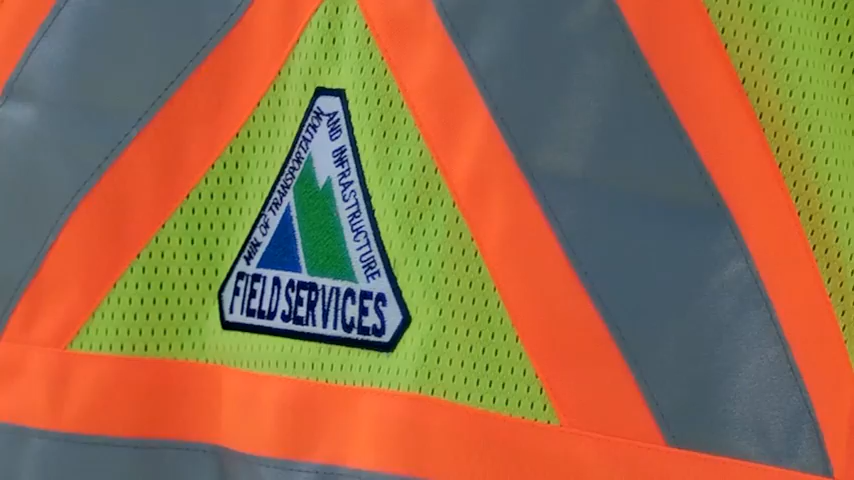 MIN. OF TRANSPORTATION
AND INFRASTRUCTURE
FIELD SERVICES